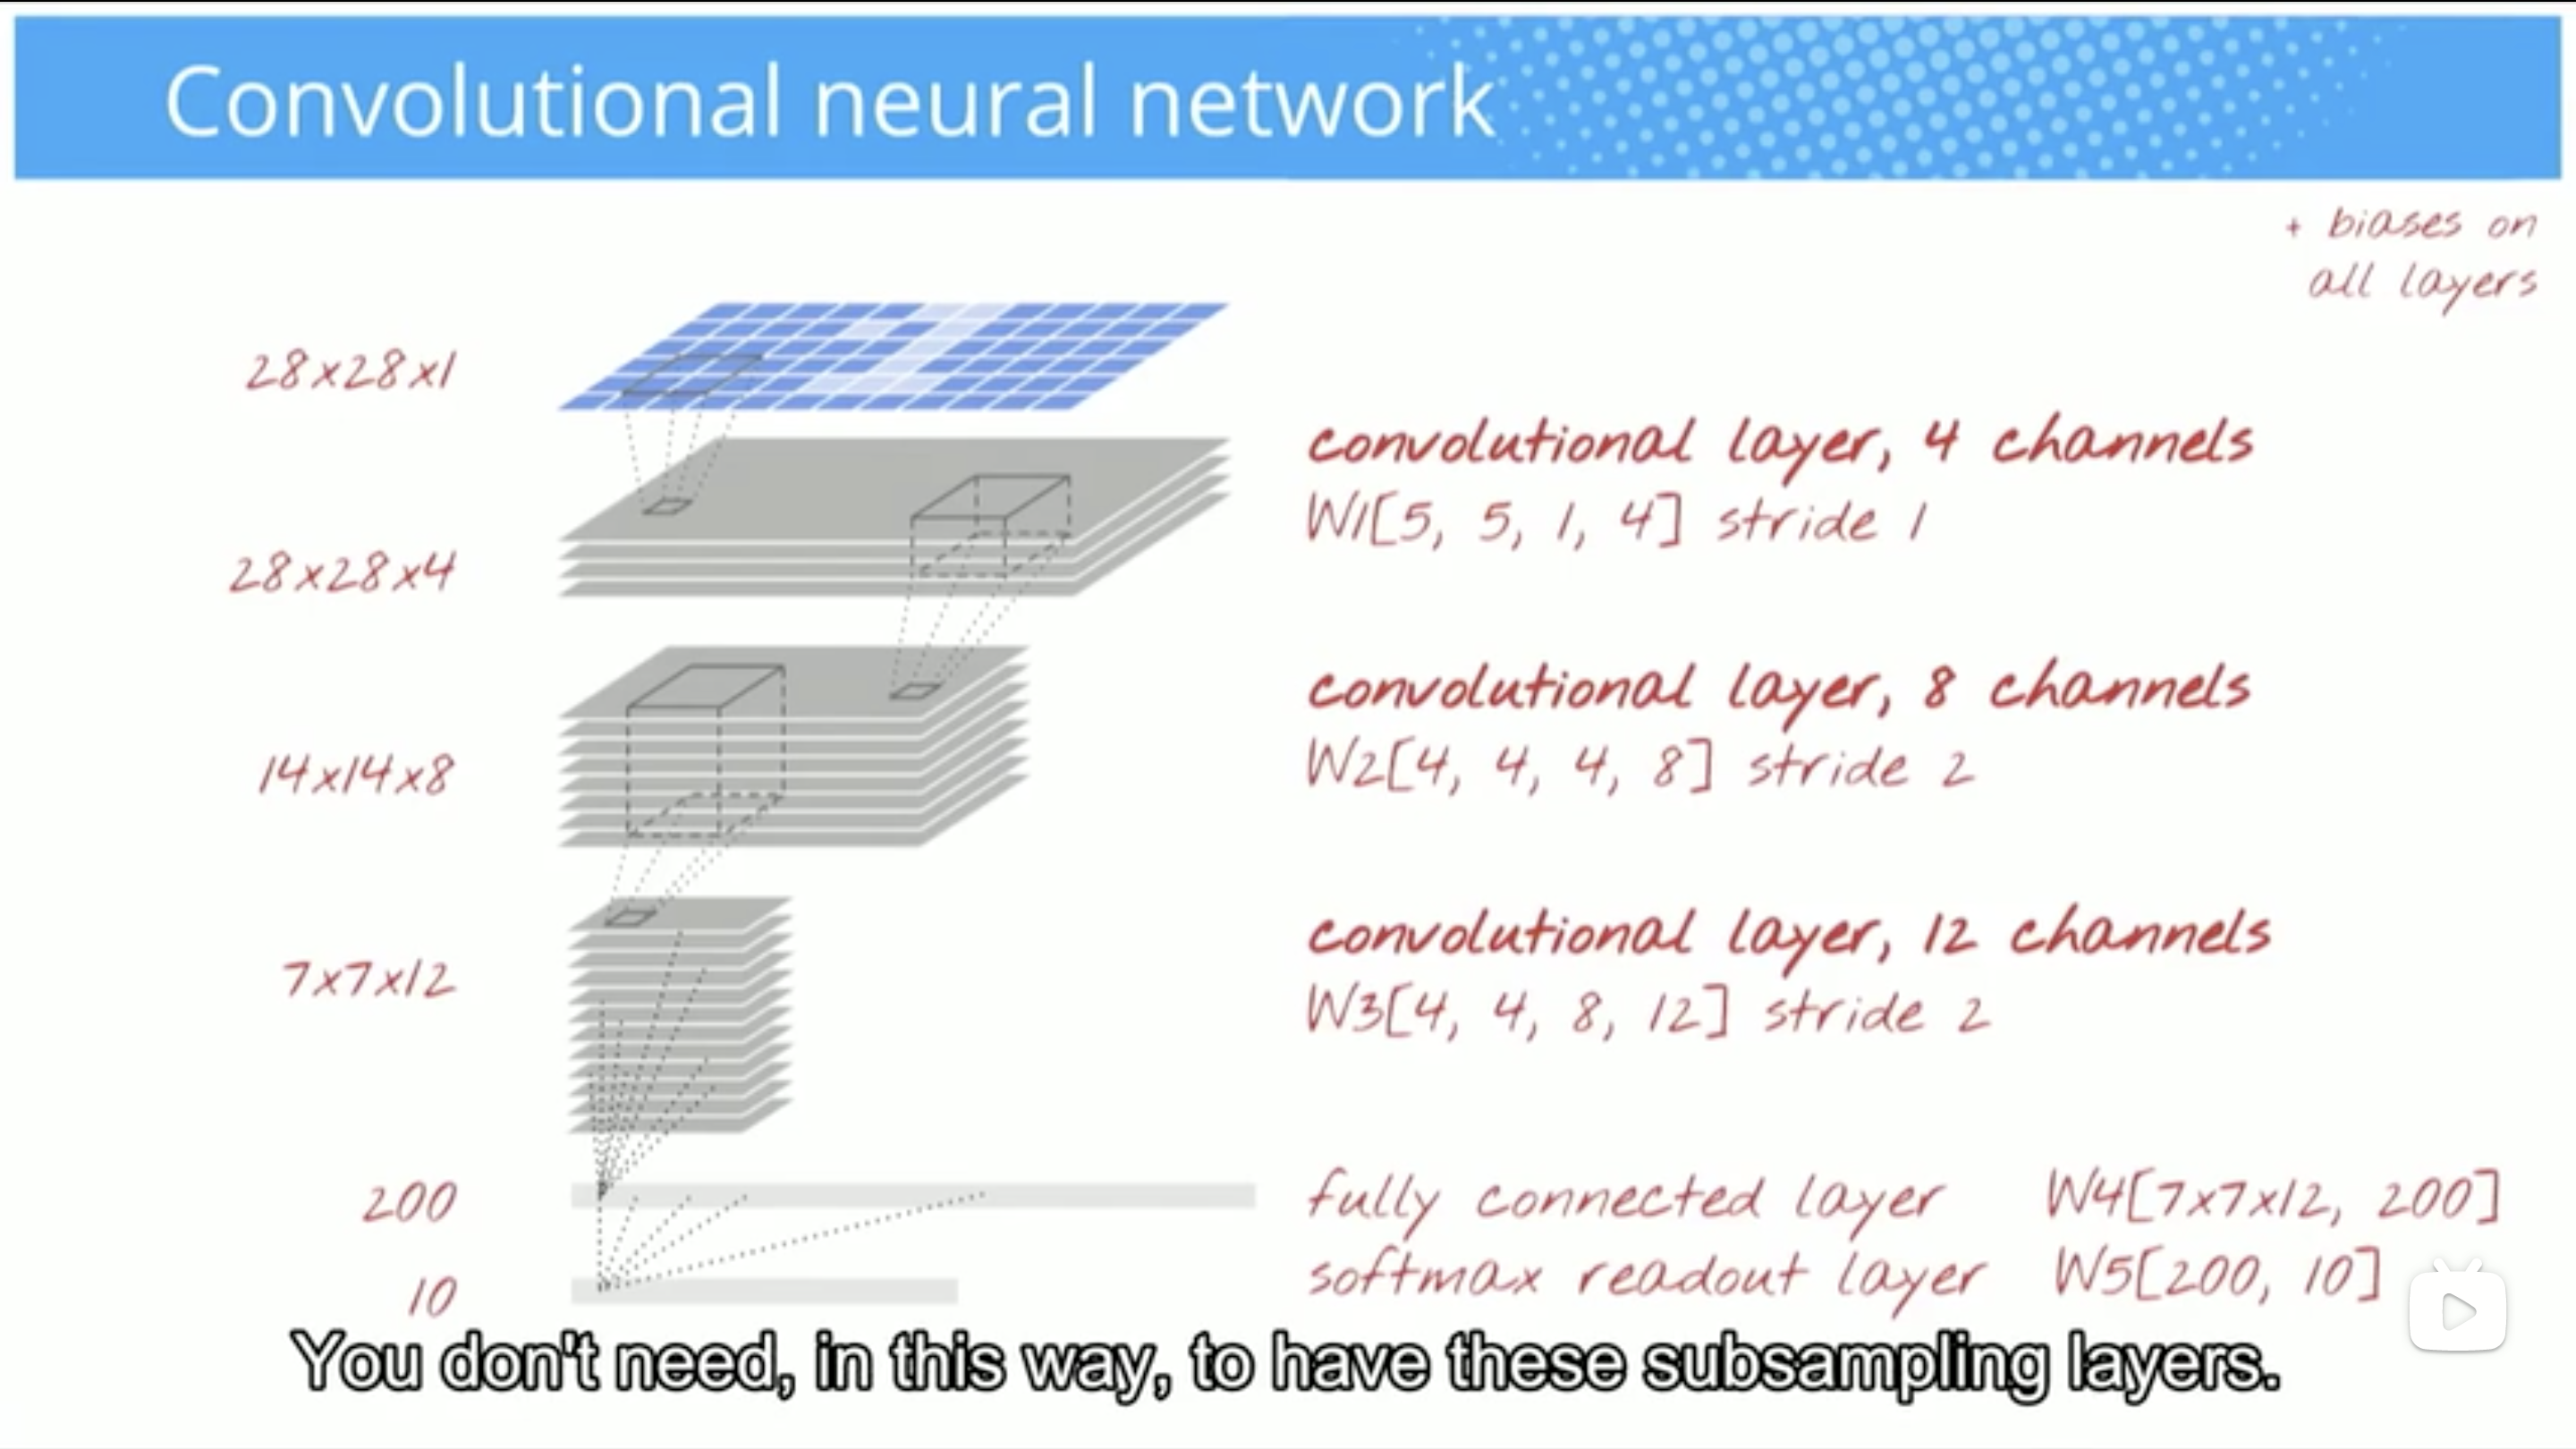 Convolutional neural network
+ biases on
all layers
28x28x1
convolutional layer, 4 channels
W1[5, 5, 1, 4] stride 1
28x28x4
convolutional layer, 8 channels
W2[4, 4, 4, 8] stride 2
14x14x8
convolutional layer, 12 channels
W3[4, 4, 8, 12] stride 2
7x7x12
200 fully connected layer W4[7x7x12, 200]
10 softmax readout layer W5[200, 10]
You don't need, in this way, to have these subsampling layers.